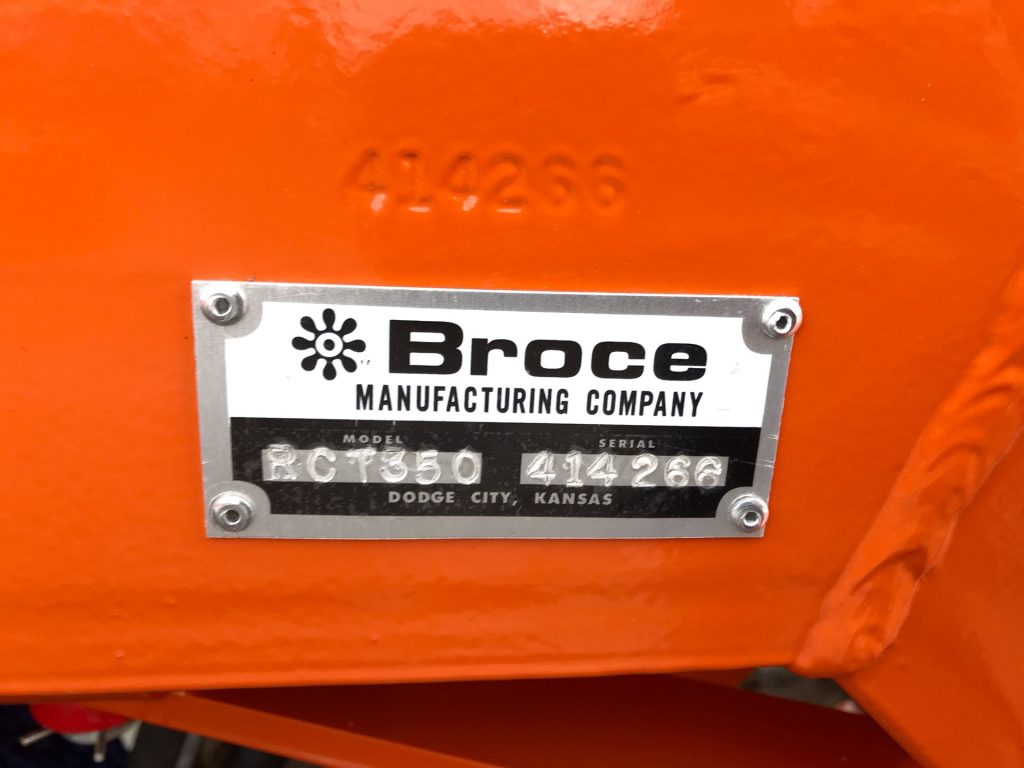 414266
Broce
MANUFACTURING COMPANY
MODEL SERIAL
RCT350 414266
DODGE CITY, KANSAS